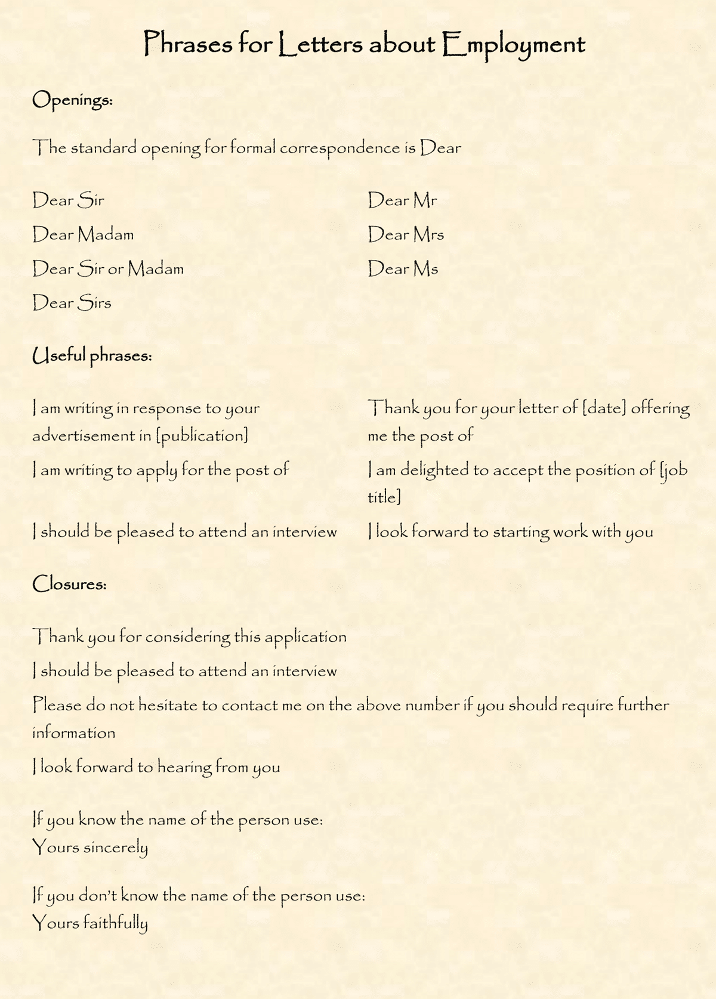 Phrases for Letters about Employment
Openings:
The standard opening for formal correspondence is Dear
Dear Sir
Dear Mr
Dear Madam
Dear Mrs
Dear Sir or Madam
Dear Ms
Dear Sirs
Useful phrases:
I am writing in response to your
advertisement in [publication]
Thank you for your letter of [date] offering
me the post of
I am writing to apply for the post of
I am delighted to accept the position of [job
title]
I should be pleased to attend an interview
I look forward to starting work with you
Closures:
Thank you for considering this application
I should be pleased to attend an interview
Please do not hesitate to contact me on the above number if you should require further
information
I look forward to hearing from you
If you know the name of the person use:
Yours sincerely
If you don't know the name of the person use:
Yours faithfully